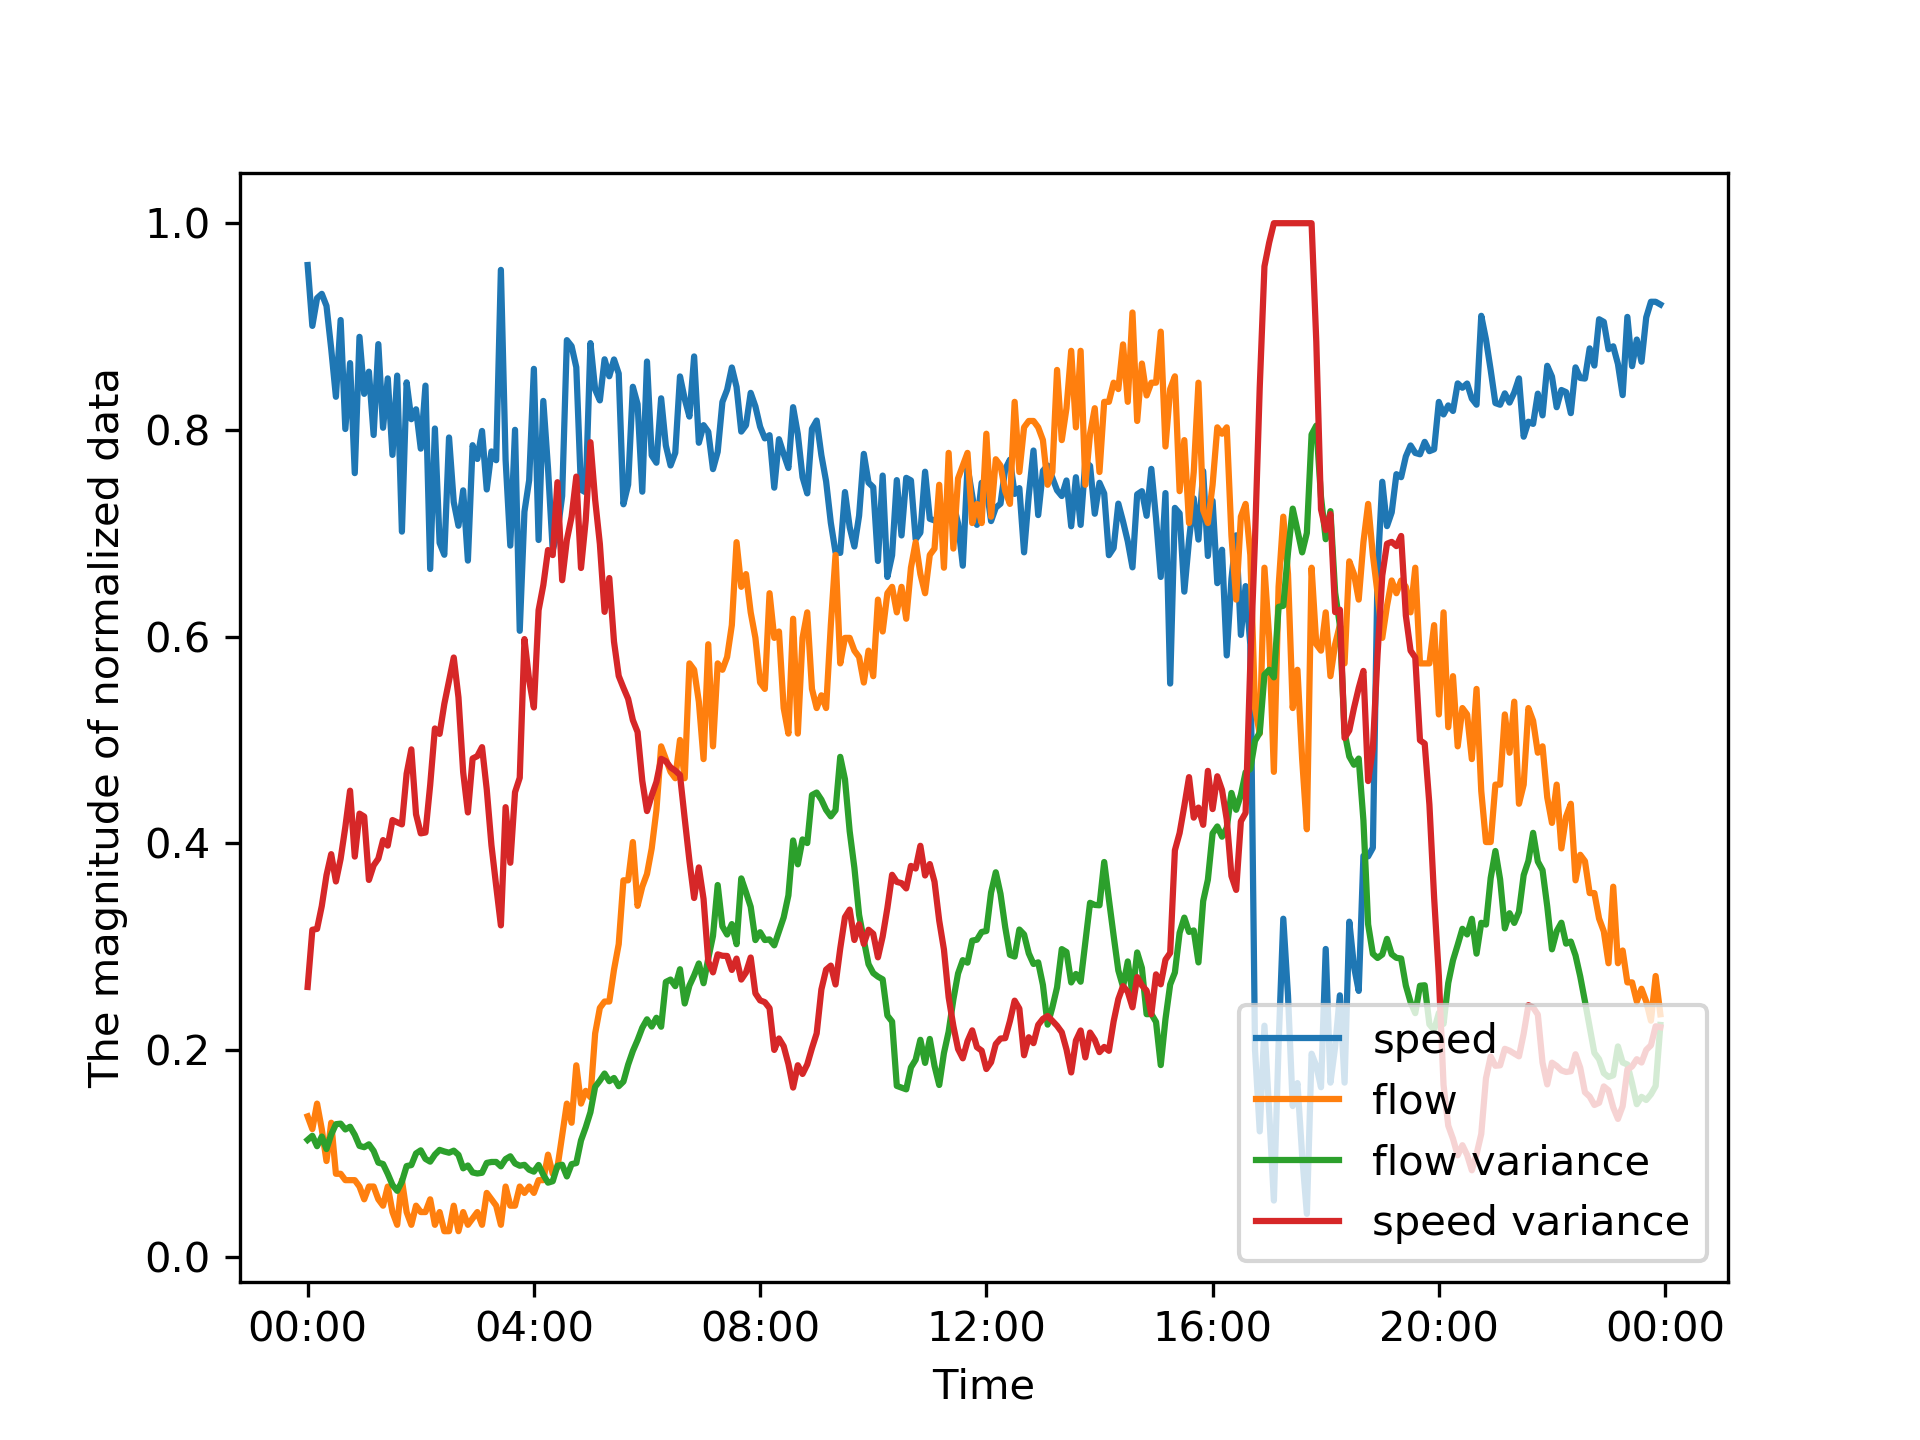 The magnitude of normalized data
1.0
0.8
0.6
0.4
0.2
0.0
speed
flow
flow variance
speed variance
00:00 04:00 08:00 12:00 16:00 20:00 00:00
Time